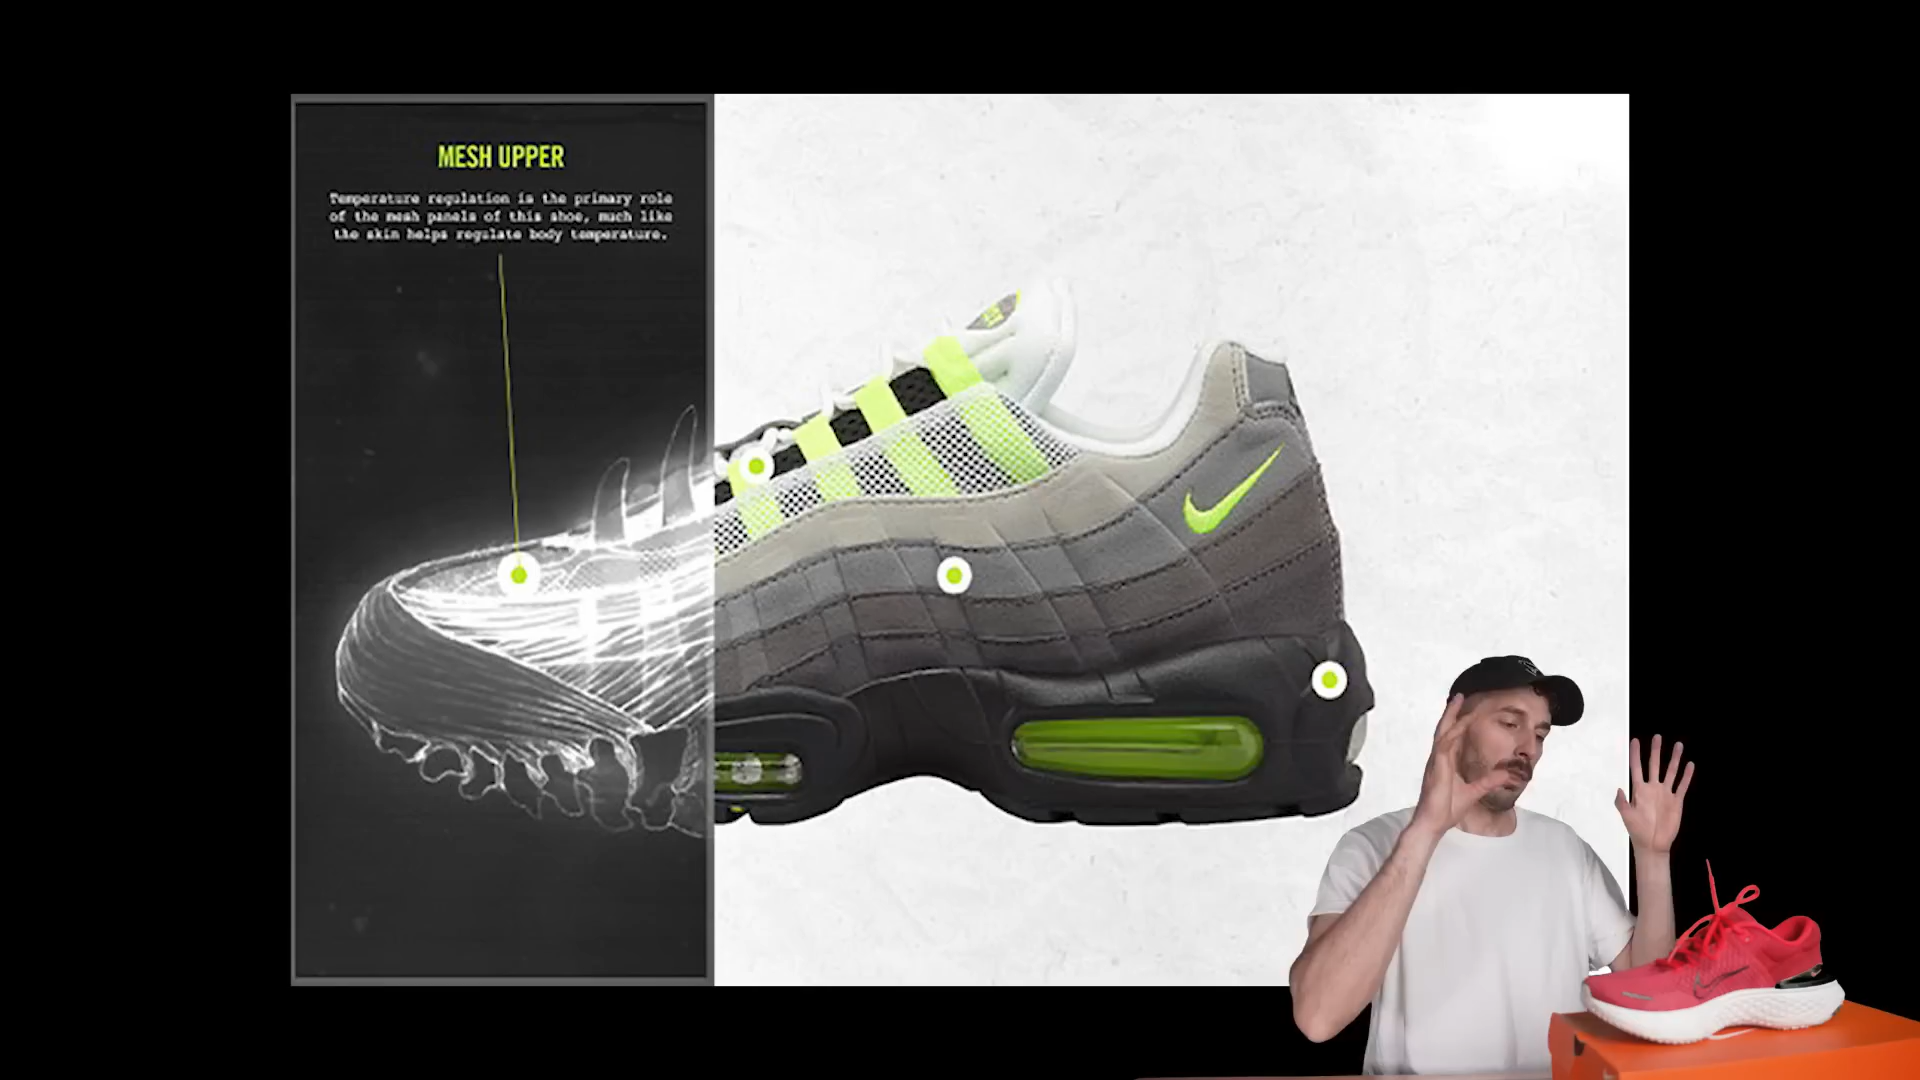 MESH UPPER
Temperature regulation is the primary role
of the mesh panels of this shoe, much like
the skin helps regulate body temperature.